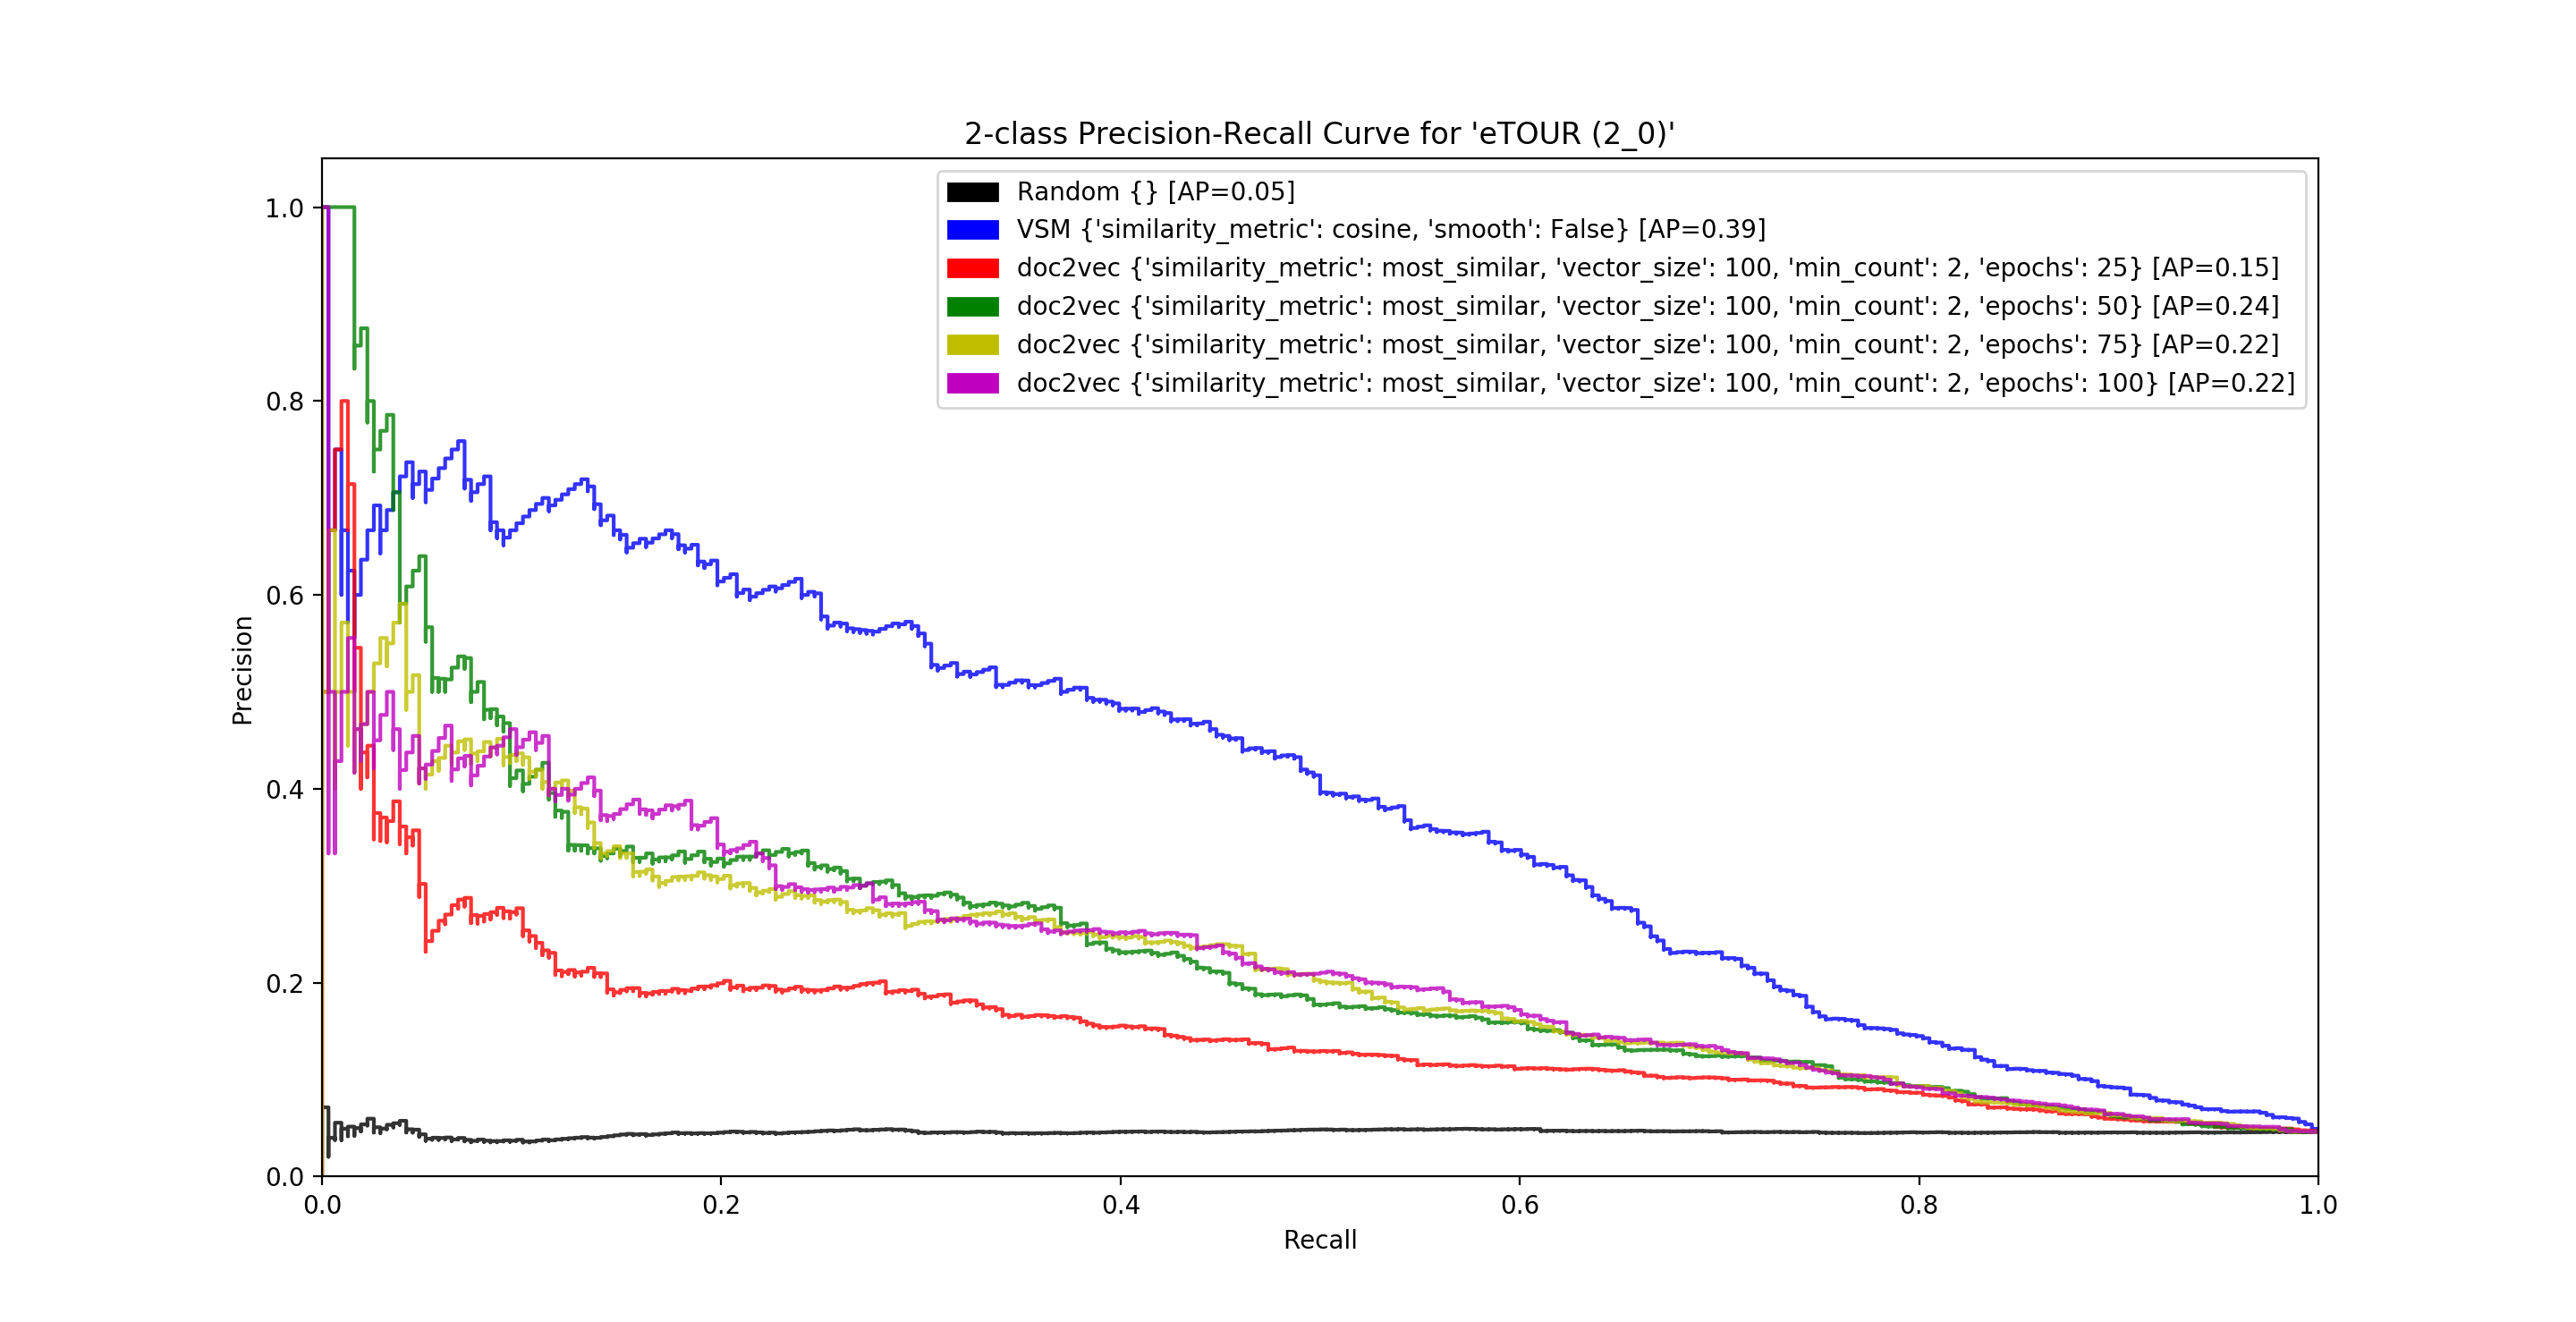 2-class Precision-Recall Curve for 'eTOUR (2_0)'
Random {} [AP=0.05]
VSM {'similarity_metric': cosine, 'smooth': False} [AP=0.39]
doc2vec {'similarity_metric': most_similar, 'vector_size': 100, 'min_count': 2, 'epochs': 25} [AP=0.15]
doc2vec {'similarity_metric': most_similar, 'vector_size': 100, 'min_count': 2, 'epochs': 50} [AP=0.24]
doc2vec {'similarity_metric': most_similar, 'vector_size': 100, 'min_count': 2, 'epochs': 75} [AP=0.22]
doc2vec {'similarity_metric': most_similar, 'vector_size': 100, 'min_count': 2, 'epochs': 100} [AP=0.22]
1.0
0.8
0.6
0.4
0.2
0.0
Precision
0.0 0.2 0.4 0.6 0.8 1.0
Recall